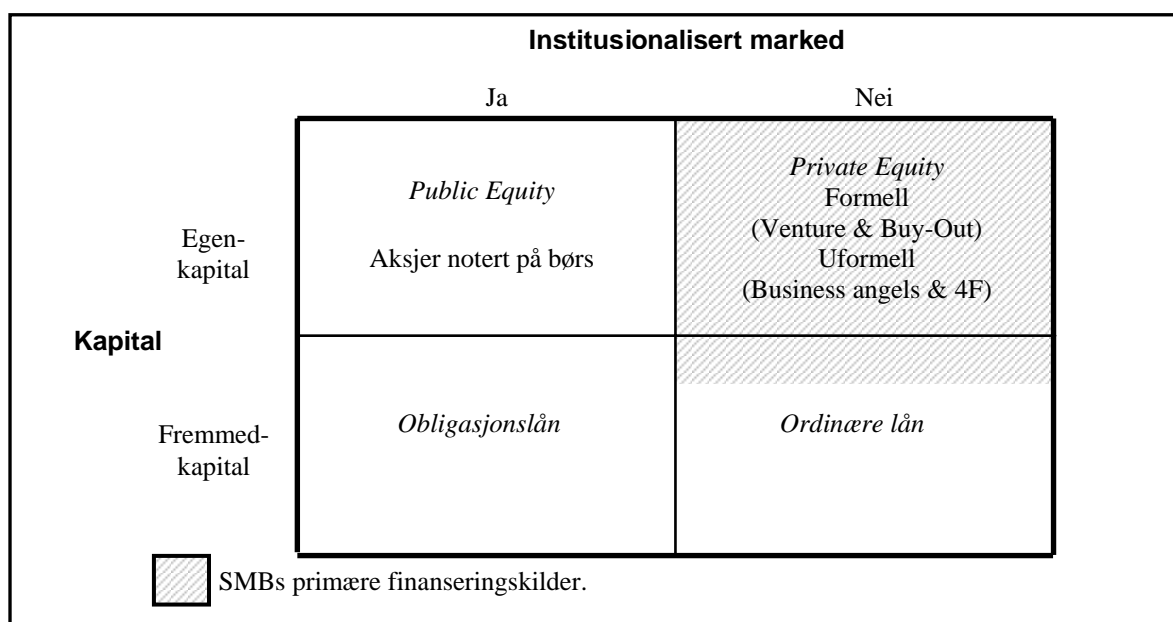 Institusionalisert marked
Ja
Nei
Egen-
kapital
Public Equity
Aksjer notert på børs
Private Equity
Formell
(Venture & Buy-Out)
Uformell
(Business angels & 4F)
Kapital
Fremmed-
kapital
Obligasjonslån
Ordinære lån
SMBs primære finanseringskilder.